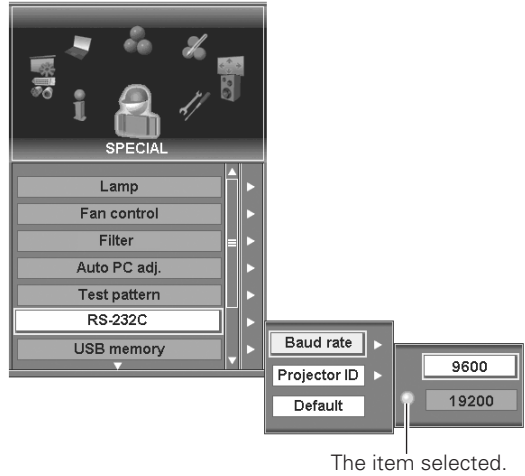 SPECIAL
Lamp
Fan control
Filter
Auto PC adj.
Test pattern
RS-232C
USB memory
Baud rate
Projector ID
Default
9600
19200
The item selected.